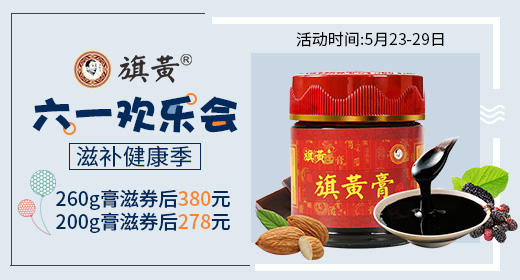 旗黄®
活动时间:5月23-29日
六一欢乐会
滋补健康季
260g膏滋券后380元
200g膏滋券后278元
旗黄
旗黄膏